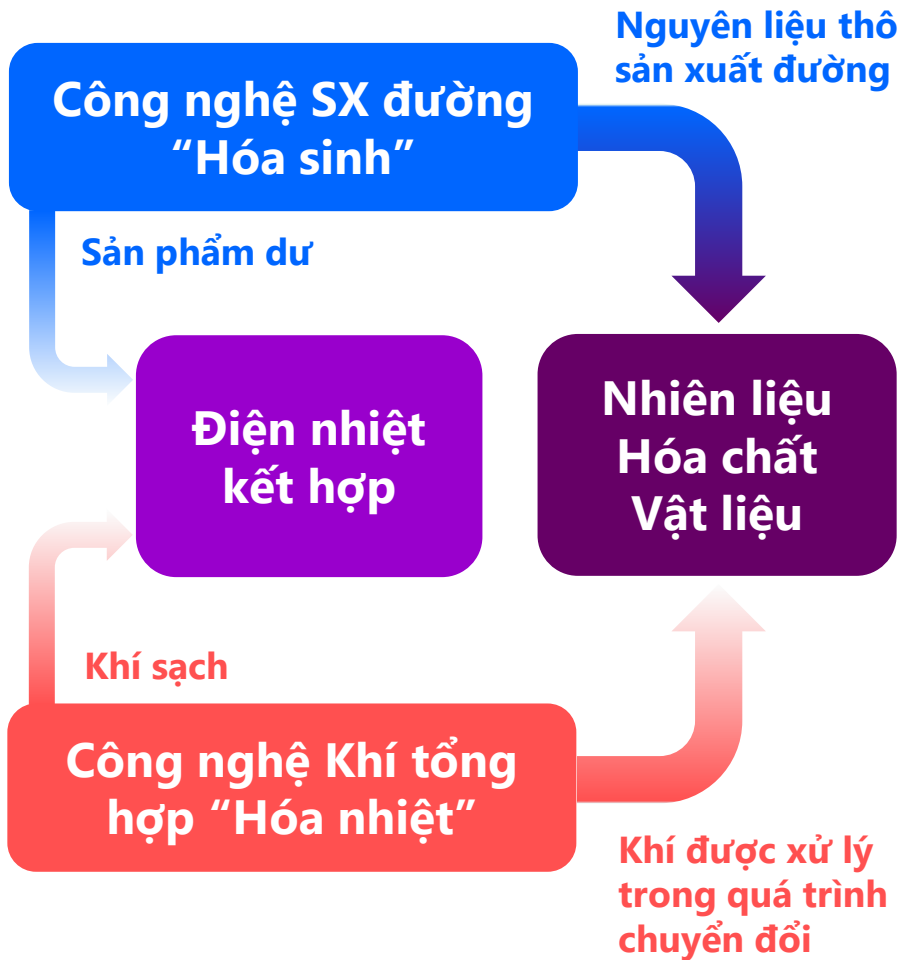 Nguyên liệu thô
sản xuất đường
Công nghệ SX đường
“Hóa sinh”
Sản phẩm dư
Điện nhiệt
kết hợp
Nhiên liệu
Hóa chất
Vật liệu
Khí sạch
Công nghệ Khí tổng
hợp “Hóa nhiệt”
Khí được xử lý
trong quá trình
chuyển đổi